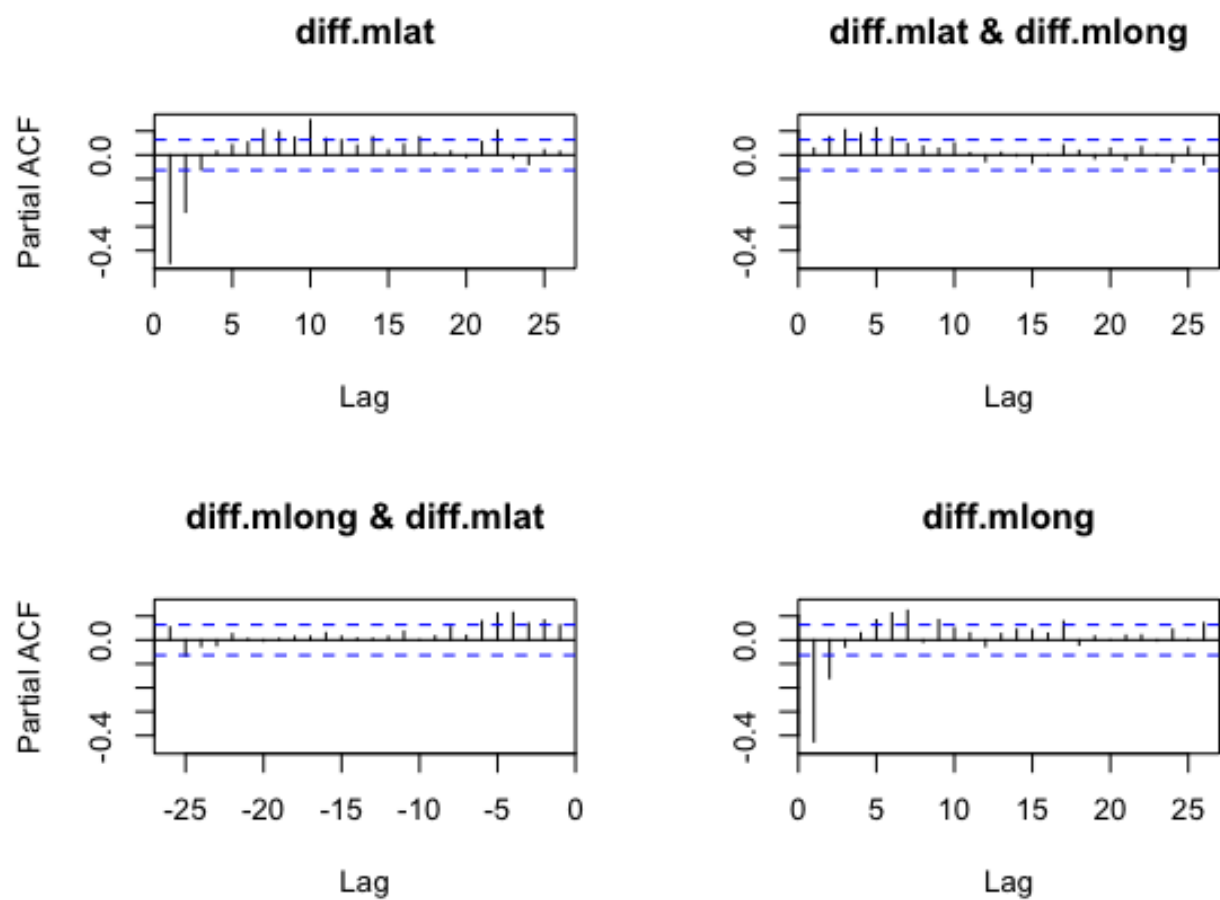 diff.mlat
diff.mlat & diff.mlong
Partial ACF
0.0
-0.4
0 5 10 15 20 25
Lag
0.0
-0.4
0 5 10 15 20 25
Lag
diff.mlong & diff.mlat
diff.mlong
Partial ACF
0.0
-0.4
-25 -20 -15 -10 -5 0
Lag
0.0
-0.4
0 5 10 15 20 25
Lag